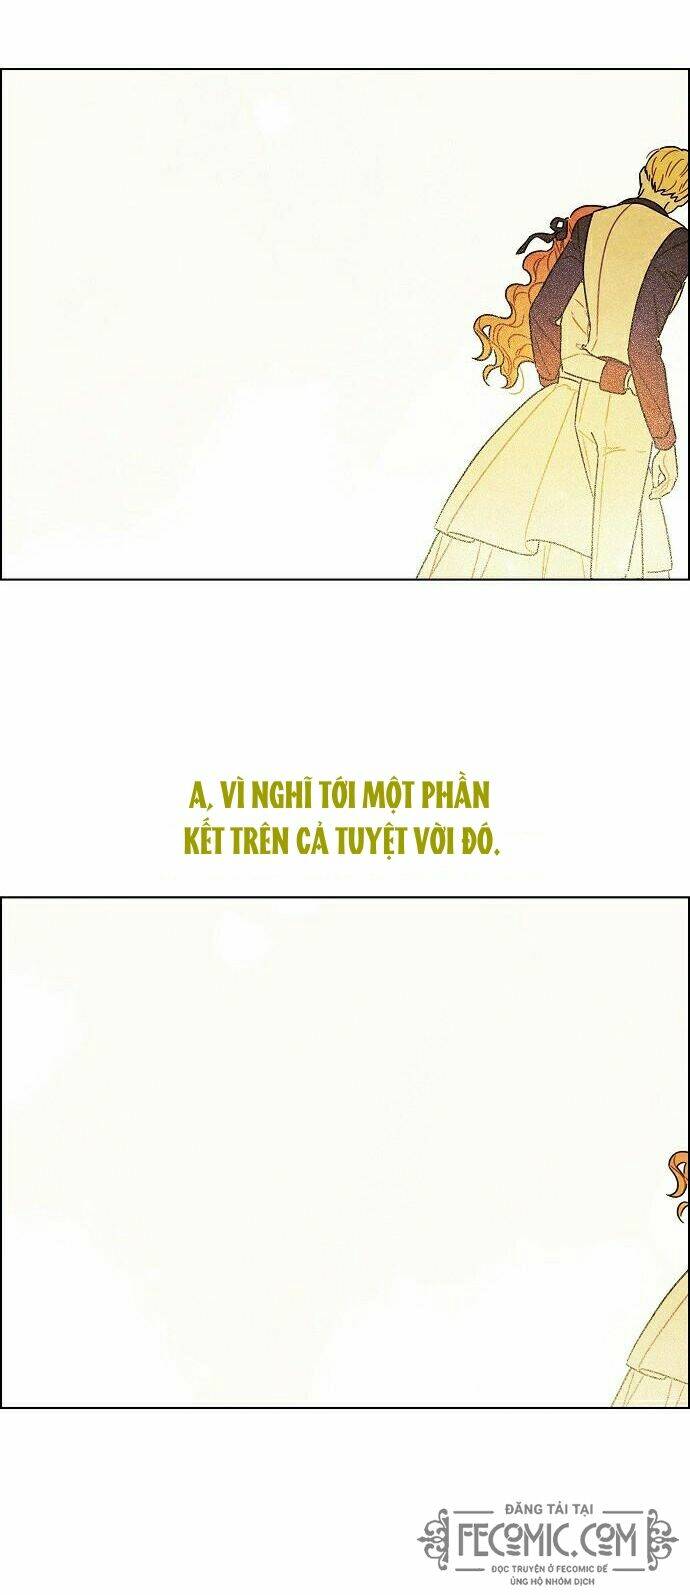 A, VÌ NGHĨ TỚI MỘT PHẦN
KẾT TRÊN CẢ TUYỆT VỜI ĐÓ.
ĐĂNG TẢI TẠI
FECOMIC.COM
ĐỌC TRUYỆN Ở FECOMIC ĐỂ
ỦNG HỘ NHÓM DỊCH